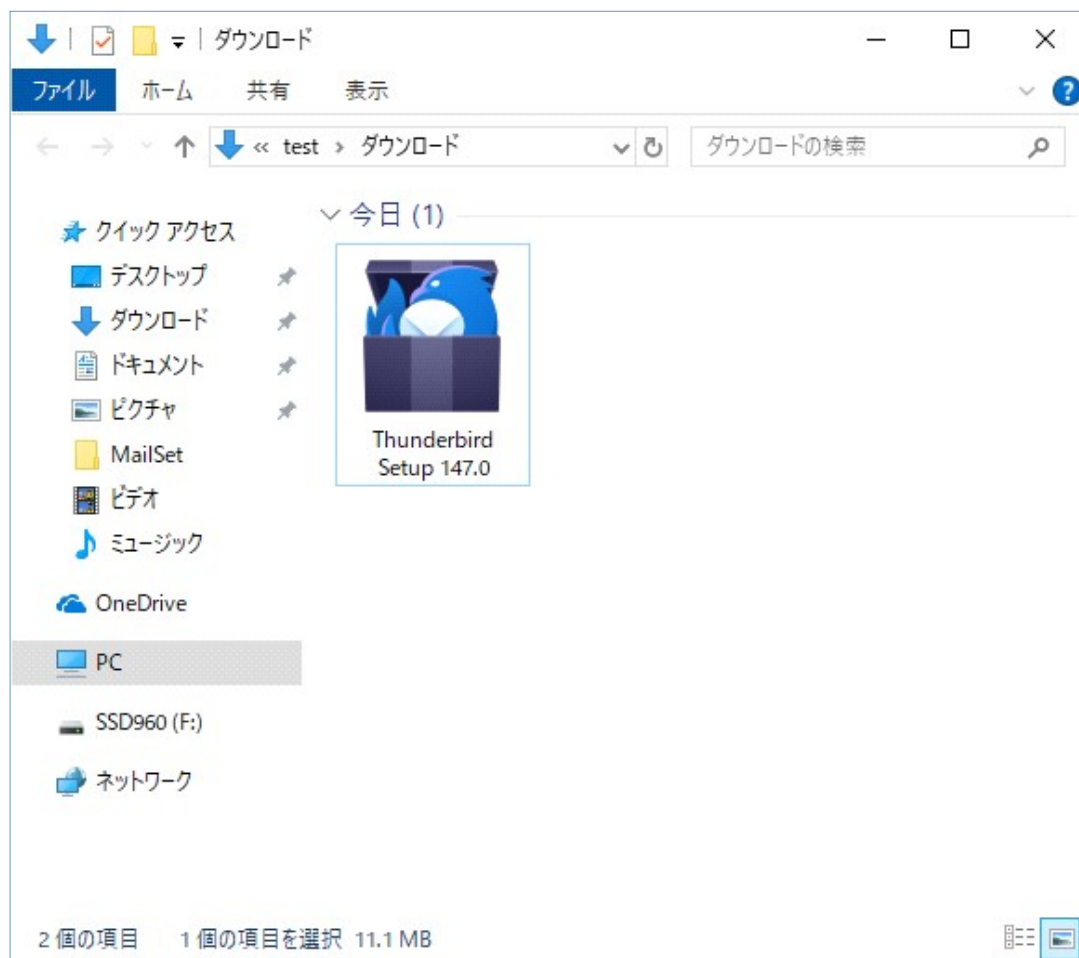 ダウンロード
ファイル ホーム 共有 表示
« test › ダウンロード ダウンロードの検索
クイック アクセス
デスクトップ
ダウンロード
ドキュメント
ピクチャ
MailSet
ビデオ
ミュージック
OneDrive
PC
SSD960 (F:)
ネットワーク
今日 (1)
Thunderbird
Setup 147.0
2 個の項目 1 個の項目を選択 11.1 MB